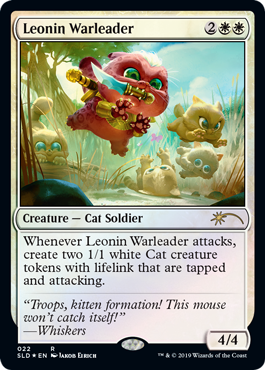 Leonin Warleader 2
Creature — Cat Soldier
Whenever Leonin Warleader attacks,
create two 1/1 white Cat creature
tokens with lifelink that are tapped
and attacking.
“Troops, kitten formation! This mouse
won’t catch itself!”
—Whiskers
4/4
022 R
SLD EN Jakob Eirich
™ & © 2019 Wizards of the Coast